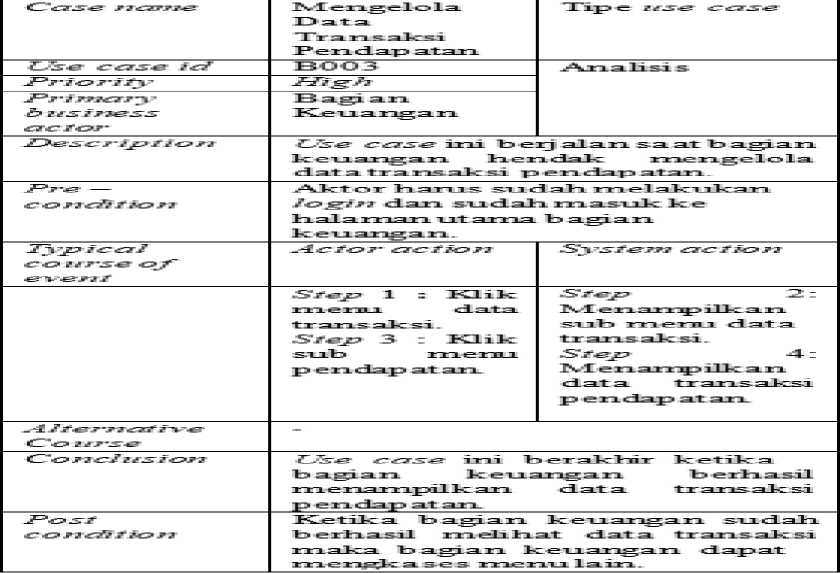 Case name
Mengelola
Data
Transaksi
Pendapatan
Tipe use case
Use case id
B003
Analisis
Priority
High
Primary
business
actor
Bagian
Keuangan
Description
Use case ini berjalan saat bagian
keuangan hendak mengelola
data transaksi pendapatan.
Pre –
condition
Aktor harus sudah melakukan
login dan sudah masuk ke
halaman utama bagian
keuangan.
Typical
course of
event
Actor action
System action
Step 1 : Klik
menu data
transaksi.
Step 3 : Klik
sub menu
pendapatan
Step 2:
Menampilkan
sub menu data
transaksi.
Step 4:
Menampilkan
data transaksi
pendapatan
Alternative
Course
-
Conclusion
Use case ini berakhir ketika
bagian keuangan berhasil
menampilkan data transaksi
pendapatan
Post
condition
Ketika bagian keuangan sudah
berhasil melihat data transaksi
maka bagian keuangan dapat
mengkases menu lain.